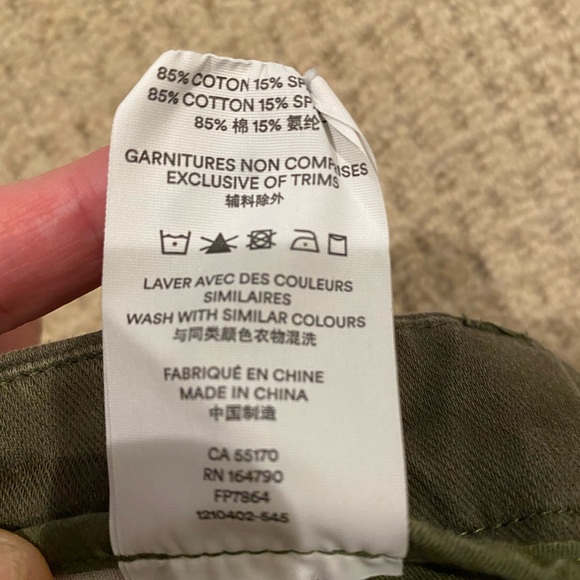 85% COTON 15% SP
85% COTTON 15% SP
85% 棉 15% 氨纶
GARNITURES NON COMPRISES
EXCLUSIVE OF TRIMS
辅料除外
LAVER AVEC DES COULEURS
SIMILAIRES
WASH WITH SIMILAR COLOURS
与同类颜色衣物混洗
FABRIQUÉ EN CHINE
MADE IN CHINA
中国制造
CA 55170
RN 164790
FP7864
1210402-545